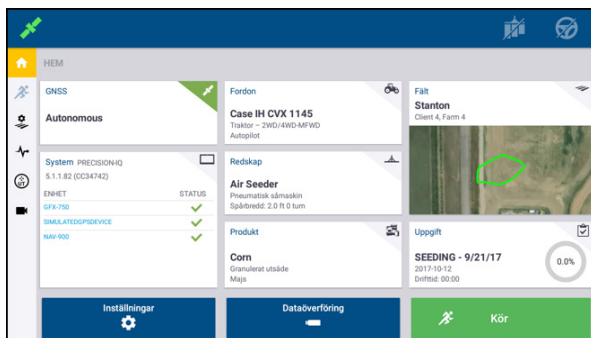 HEM
GNSS
Autonomous
Fordon
Case IH CVX 1145
Traktor – 2WD/4WD-MFWD
Autopilot
Fält
Stanton
Client 4, Farm 4
System PRECISION-IQ
5.1.1.82 (CC34742)
ENHET STATUS
GFX-750
SIMULATEDGPSDEVICE
NAV-900
Redskap
Air Seeder
Pneumatisk såmaskin
Spårbredd: 2.0 ft 0 tum
Produkt
Corn
Granulerat utsäde
Majs
Uppgift
SEEDING - 9/21/17
2017-10-12
Drifttid: 00:00
0.0%
Inställningar
Dataöverföring
Kör